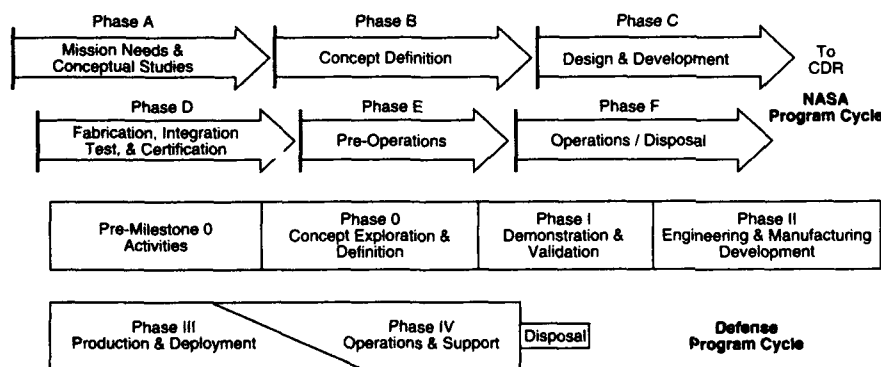 Phase A
Mission Needs &
Conceptual Studies
Phase B
Concept Definition
Phase C
Design & Development
To
CDR
NASA
Program Cycle
Phase D
Fabrication, Integration
Test, & Certification
Phase E
Pre-Operations
Phase F
Operations / Disposal
Pre-Milestone 0
Activities
Phase 0
Concept Exploration &
Definition
Phase I
Demonstration &
Validation
Phase II
Engineering & Manufacturing
Development
Phase III
Production & Deployment
Phase IV
Operations & Support
Disposal
Defense
Program Cycle